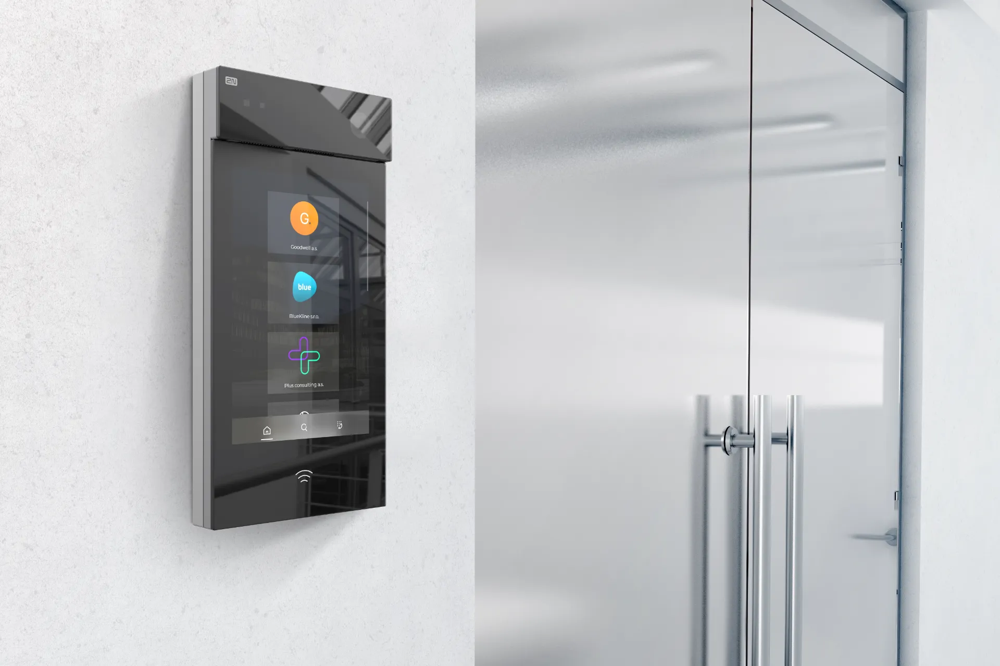 2N
G.
Goodwell a.s.
blue
BlueKline s.r.o.
Plus consulting a.s.